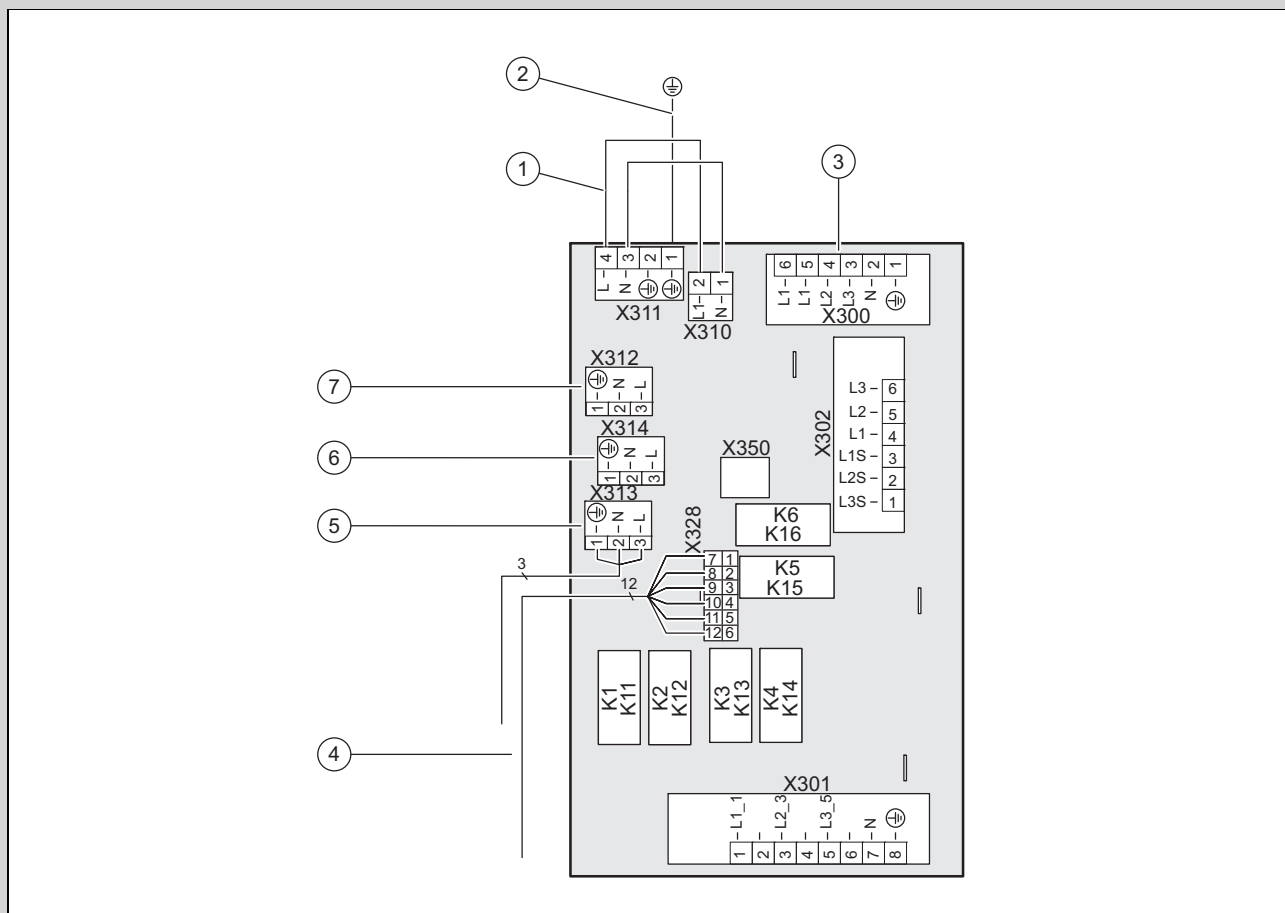 2
1
3
4 3 2 1
L– N–
X311
2 1
L1– N–
X310
6 5 4 3 2 1
L1– L1– L2– L3– N–
X300
7
X312
– –N –L
1 2 3
6
X314
– –N –L
1 2 3
5
X313
– –N –L
1 2 3
X350
X302
L3 – 6
L2 – 5
L1 – 4
L1S – 3
L2S – 2
L3S – 1
K6
K16
K5
K15
X328
7 1
8 2
9 3
10 4
11 5
12 6
3
12
K1
K11
K2
K12
K3
K13
K4
K14
4
X301
–L1_1 – –L2_3 – –L3_5 – –N –
1 2 3 4 5 6 7 8